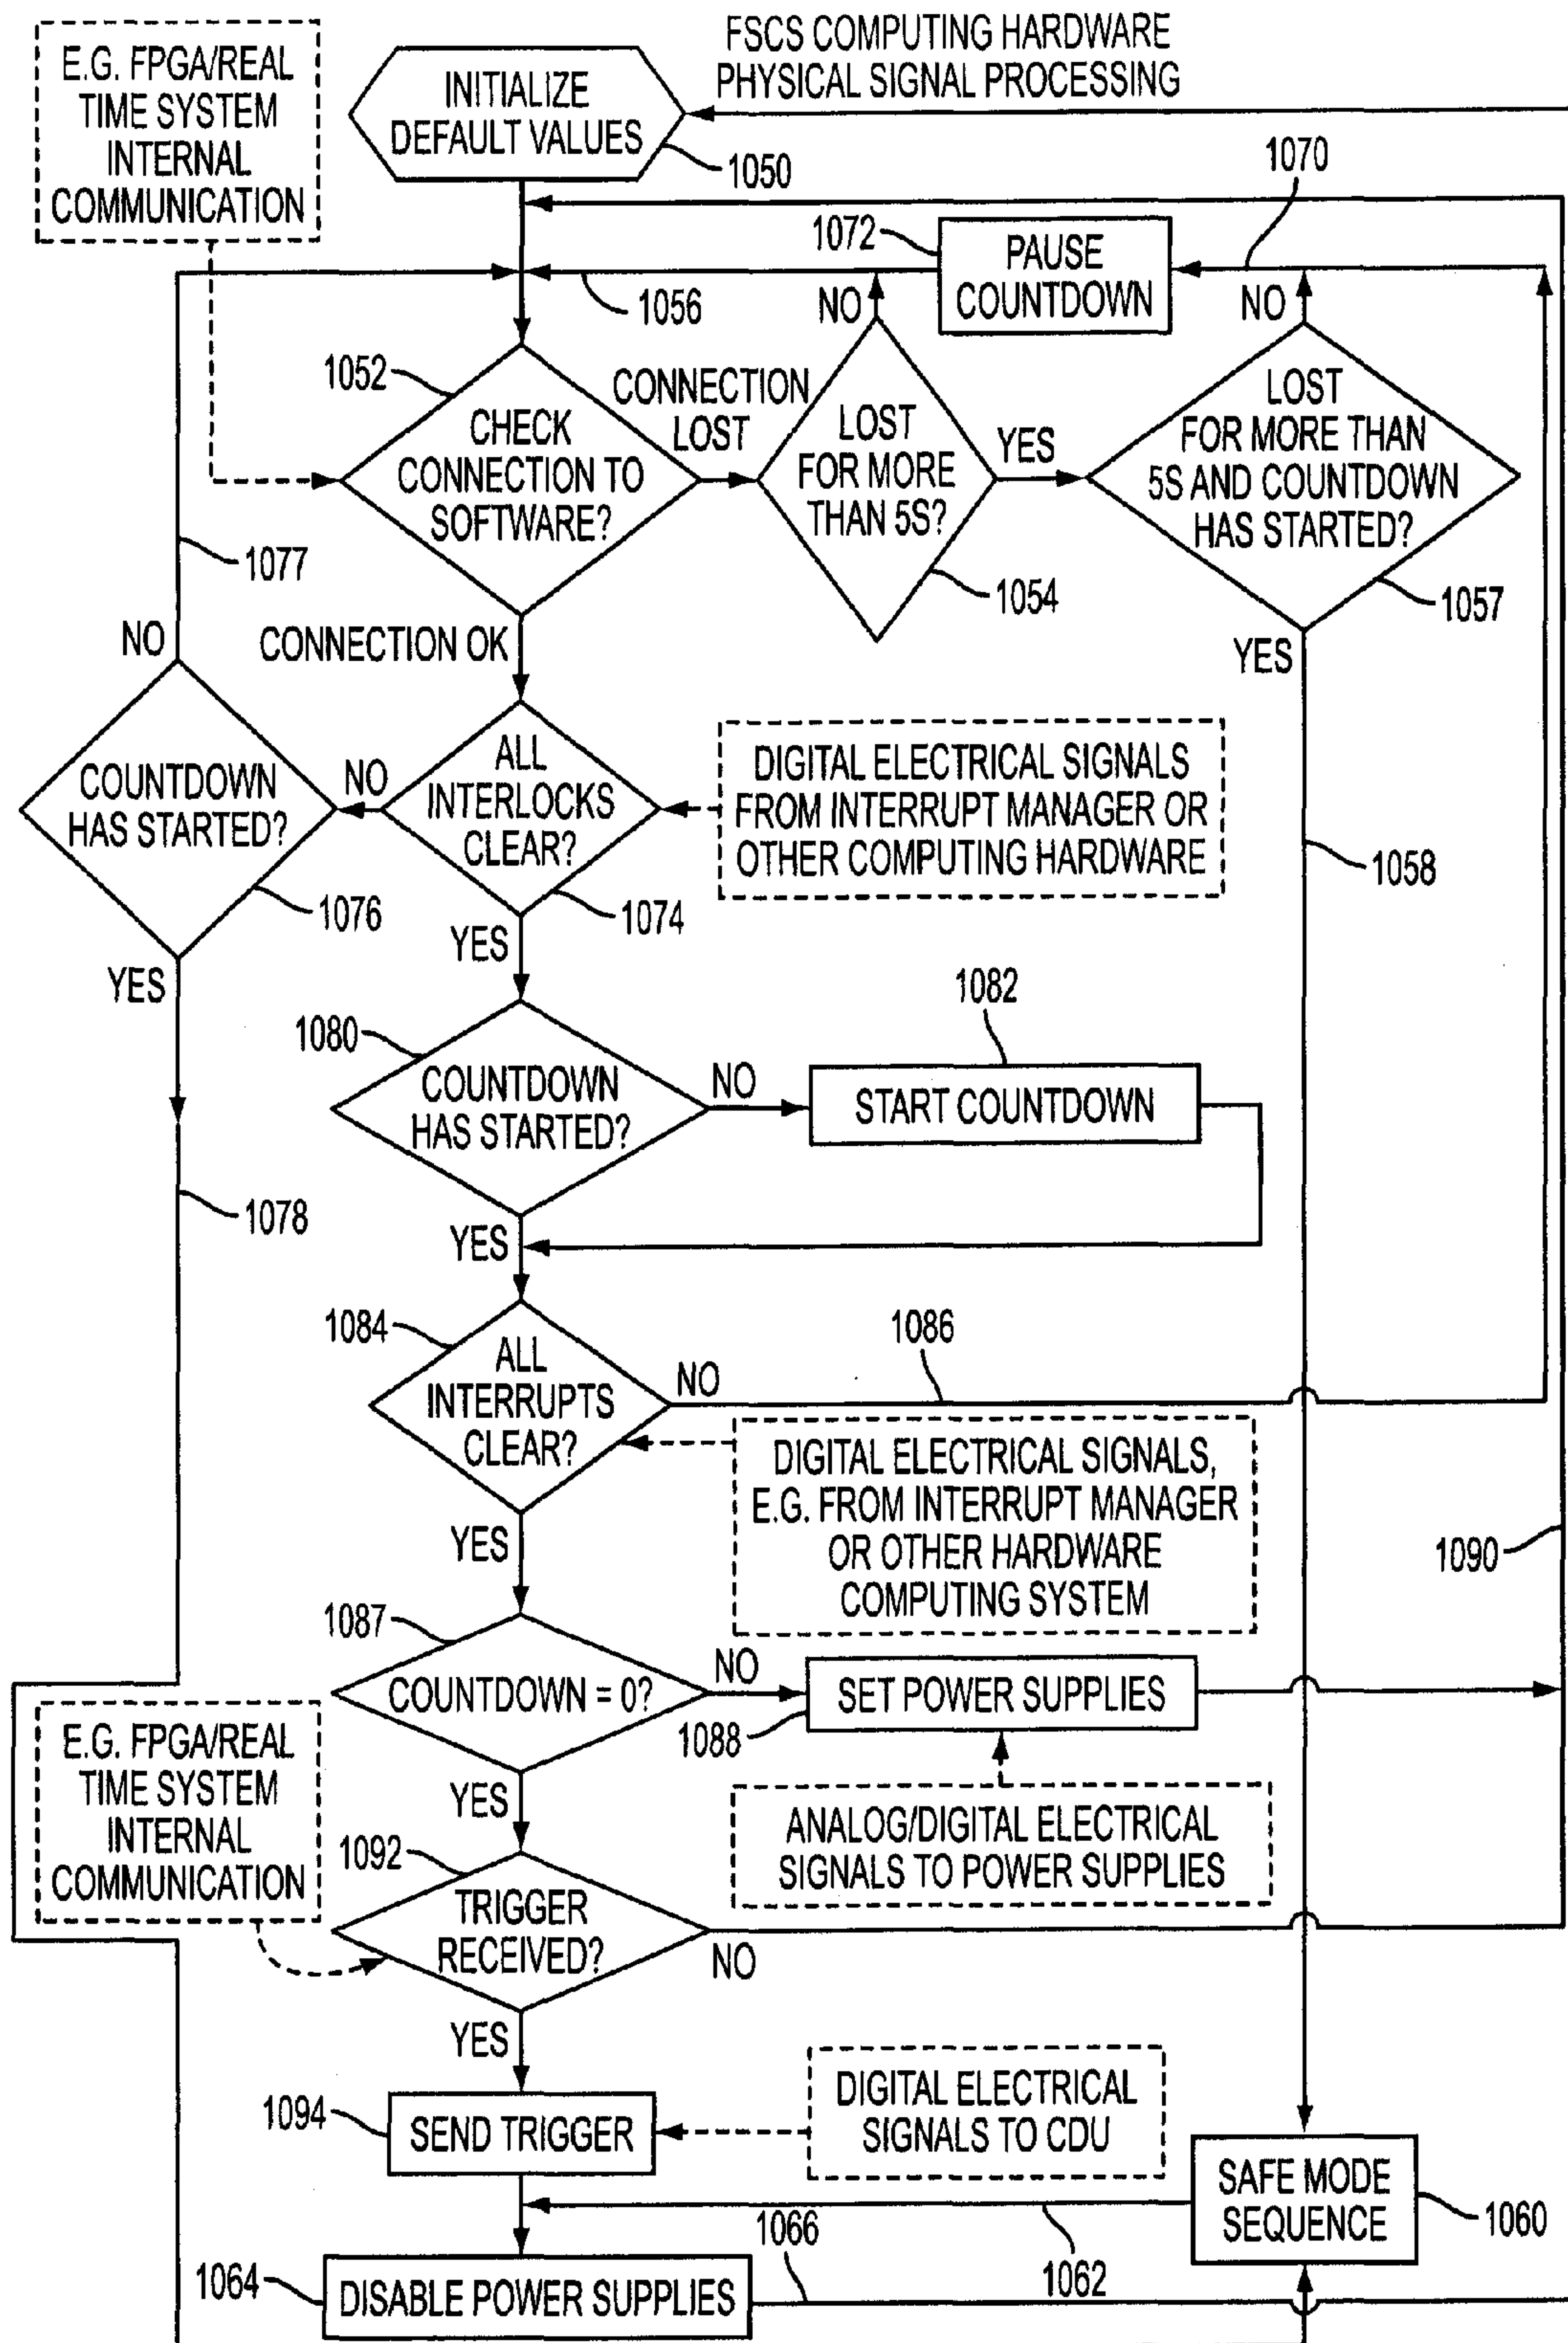 FSCS COMPUTING HARDWARE
PHYSICAL SIGNAL PROCESSING
E.G. FPGA/REAL
TIME SYSTEM
INTERNAL
COMMUNICATION
INITIALIZE
DEFAULT VALUES
1050
1070
1072
PAUSE
COUNTDOWN
1056
NO
NO
1052
CHECK
CONNECTION TO
SOFTWARE?
CONNECTION
LOST
LOST
FOR MORE
THAN 5S?
YES
1054
LOST
FOR MORE THAN
5S AND COUNTDOWN
HAS STARTED?
1057
YES
1077
NO
CONNECTION OK
COUNTDOWN
HAS STARTED?
1076
NO
ALL
INTERLOCKS
CLEAR?
1074
DIGITAL ELECTRICAL SIGNALS
FROM INTERRUPT MANAGER OR
OTHER COMPUTING HARDWARE
1058
YES
YES
1080
COUNTDOWN
HAS STARTED?
NO
1082
START COUNTDOWN
1078
YES
1084
ALL
INTERRUPTS
CLEAR?
NO
1086
DIGITAL ELECTRICAL SIGNALS,
E.G. FROM INTERRUPT MANAGER
OR OTHER HARDWARE
COMPUTING SYSTEM
1090
YES
1087
COUNTDOWN = 0?
NO
1088
SET POWER SUPPLIES
E.G. FPGA/REAL
TIME SYSTEM
INTERNAL
COMMUNICATION
YES
ANALOG/DIGITAL ELECTRICAL
SIGNALS TO POWER SUPPLIES
1092
TRIGGER
RECEIVED?
NO
YES
1094
SEND TRIGGER
DIGITAL ELECTRICAL
SIGNALS TO CDU
SAFE MODE
SEQUENCE
1060
1066
1062
1064
DISABLE POWER SUPPLIES